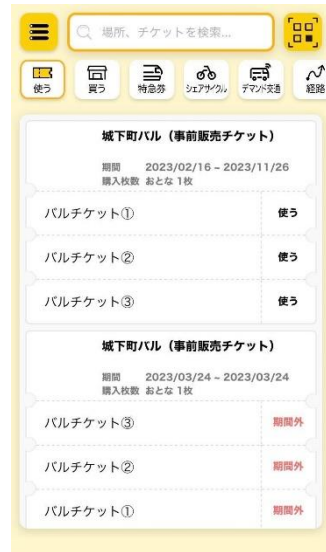 場所、チケットを検索...
使う
買う
特急券
シェアサイクル
デマンド交通
経路
城下町バル（事前販売チケット）
期間 2023/02/16 ~ 2023/11/26
購入枚数 おとな 1枚
バルチケット① 使う
バルチケット② 使う
バルチケット③ 使う
城下町バル（事前販売チケット）
期間 2023/03/24 ~ 2023/03/24
購入枚数 おとな 1枚
バルチケット③ 期間外
バルチケット② 期間外
バルチケット① 期間外